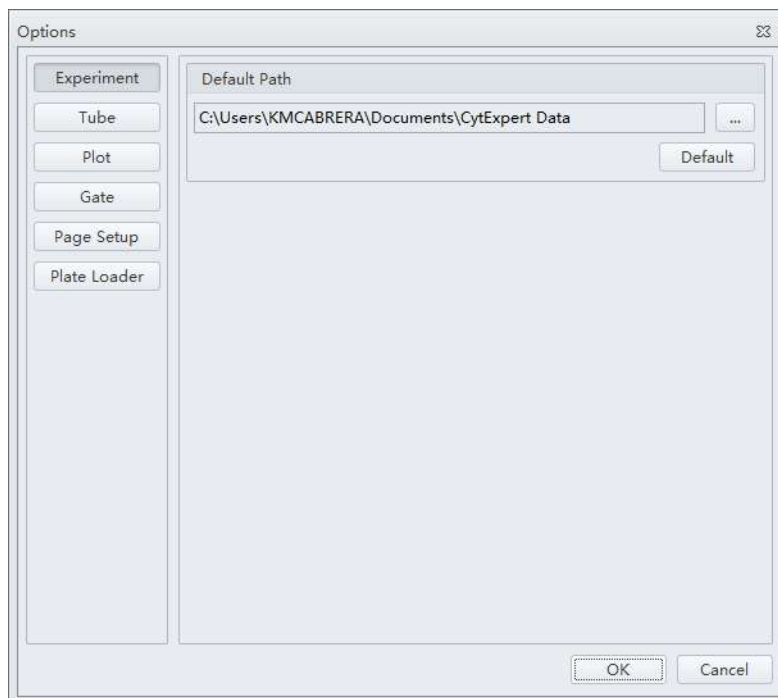 Options
Experiment
Tube
Plot
Gate
Page Setup
Plate Loader
Default Path
C:\Users\KMCABRERA\Documents\CytExpert Data
...
Default
OK
Cancel